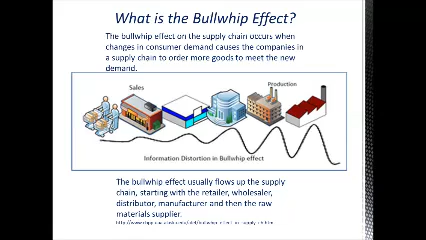 What is the Bullwhip Effect?
The bullwhip effect on the supply chain occurs when
changes in consumer demand causes the companies in
a supply chain to order more goods to meet the new
demand.
Sales
Production
Information Distortion in Bullwhip effect
The bullwhip effect usually flows up the supply
chain, starting with the retailer, wholesaler,
distributor, manufacturer and then the raw
materials supplier.